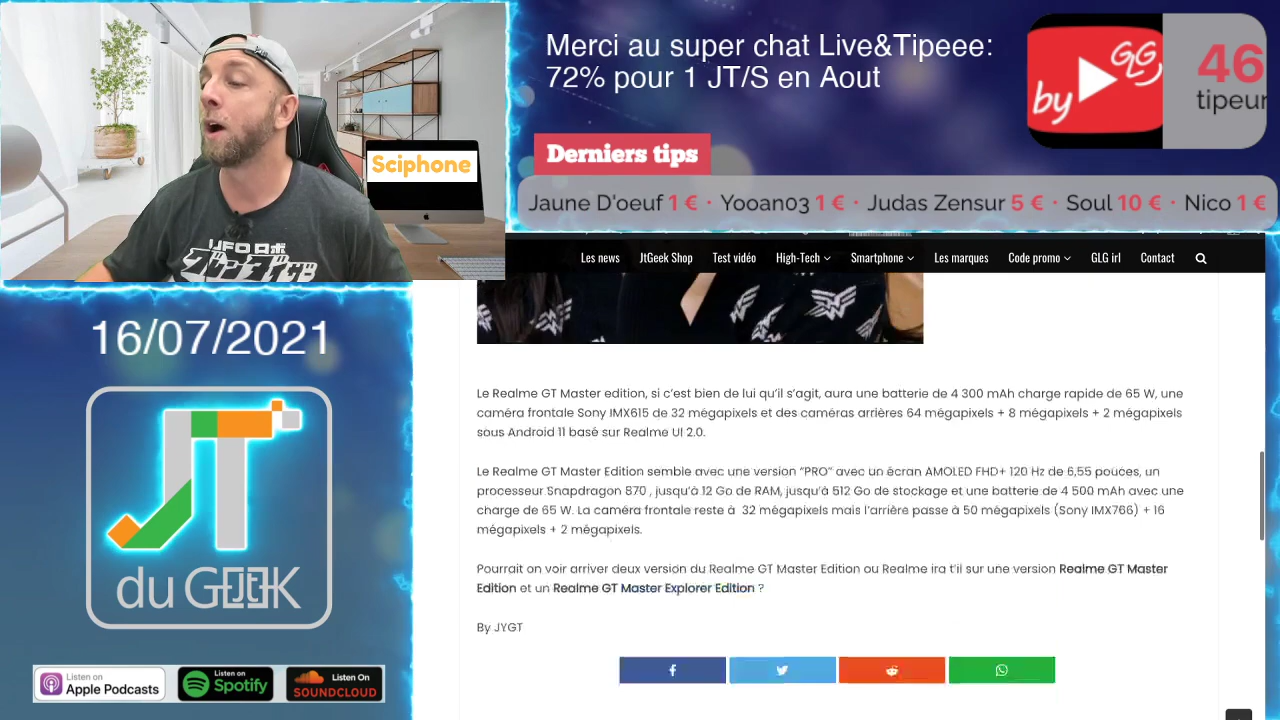 Sciphone
UFOロボ
Merci au super chat Live&Tipeee:
72% pour 1 JT/S en Aout
by GLG
46
tipeur
Derniers tips
Jaune D'oeuf 1 € · Yooan03 1 € · Judas Zensur 5 € · Soul 10 € · Nico 1 €
Les news JtGeek Shop Test vidéo High-Tech Smartphone Les marques Code promo GLG irl Contact
16/07/2021
JT
du GEEK
Listen on
Apple Podcasts
Listen on
Spotify
Listen On
SOUNDCLOUD
Le Realme GT Master edition, si c'est bien de lui qu'il s'agit, aura une batterie de 4 300 mAh charge rapide de 65 W, une
caméra frontale Sony IMX615 de 32 mégapixels et des caméras arrières 64 mégapixels + 8 mégapixels + 2 mégapixels
sous Android 11 basé sur Realme UI 2.0.
Le Realme GT Master Edition semble avec une version "PRO" avec un écran AMOLED FHD+ 120 Hz de 6,55 pouces, un
processeur Snapdragon 870 , jusqu'à 12 Go de RAM, jusqu'à 512 Go de stockage et une batterie de 4 500 mAh avec une
charge de 65 W. La caméra frontale reste à 32 mégapixels mais l'arrière passe à 50 mégapixels (Sony IMX766) + 16
mégapixels + 2 mégapixels.
Pourrait on voir arriver deux version du Realme GT Master Edition ou Realme ira t'il sur une version Realme GT Master
Edition et un Realme GT Master Explorer Edition ?
By JYGT